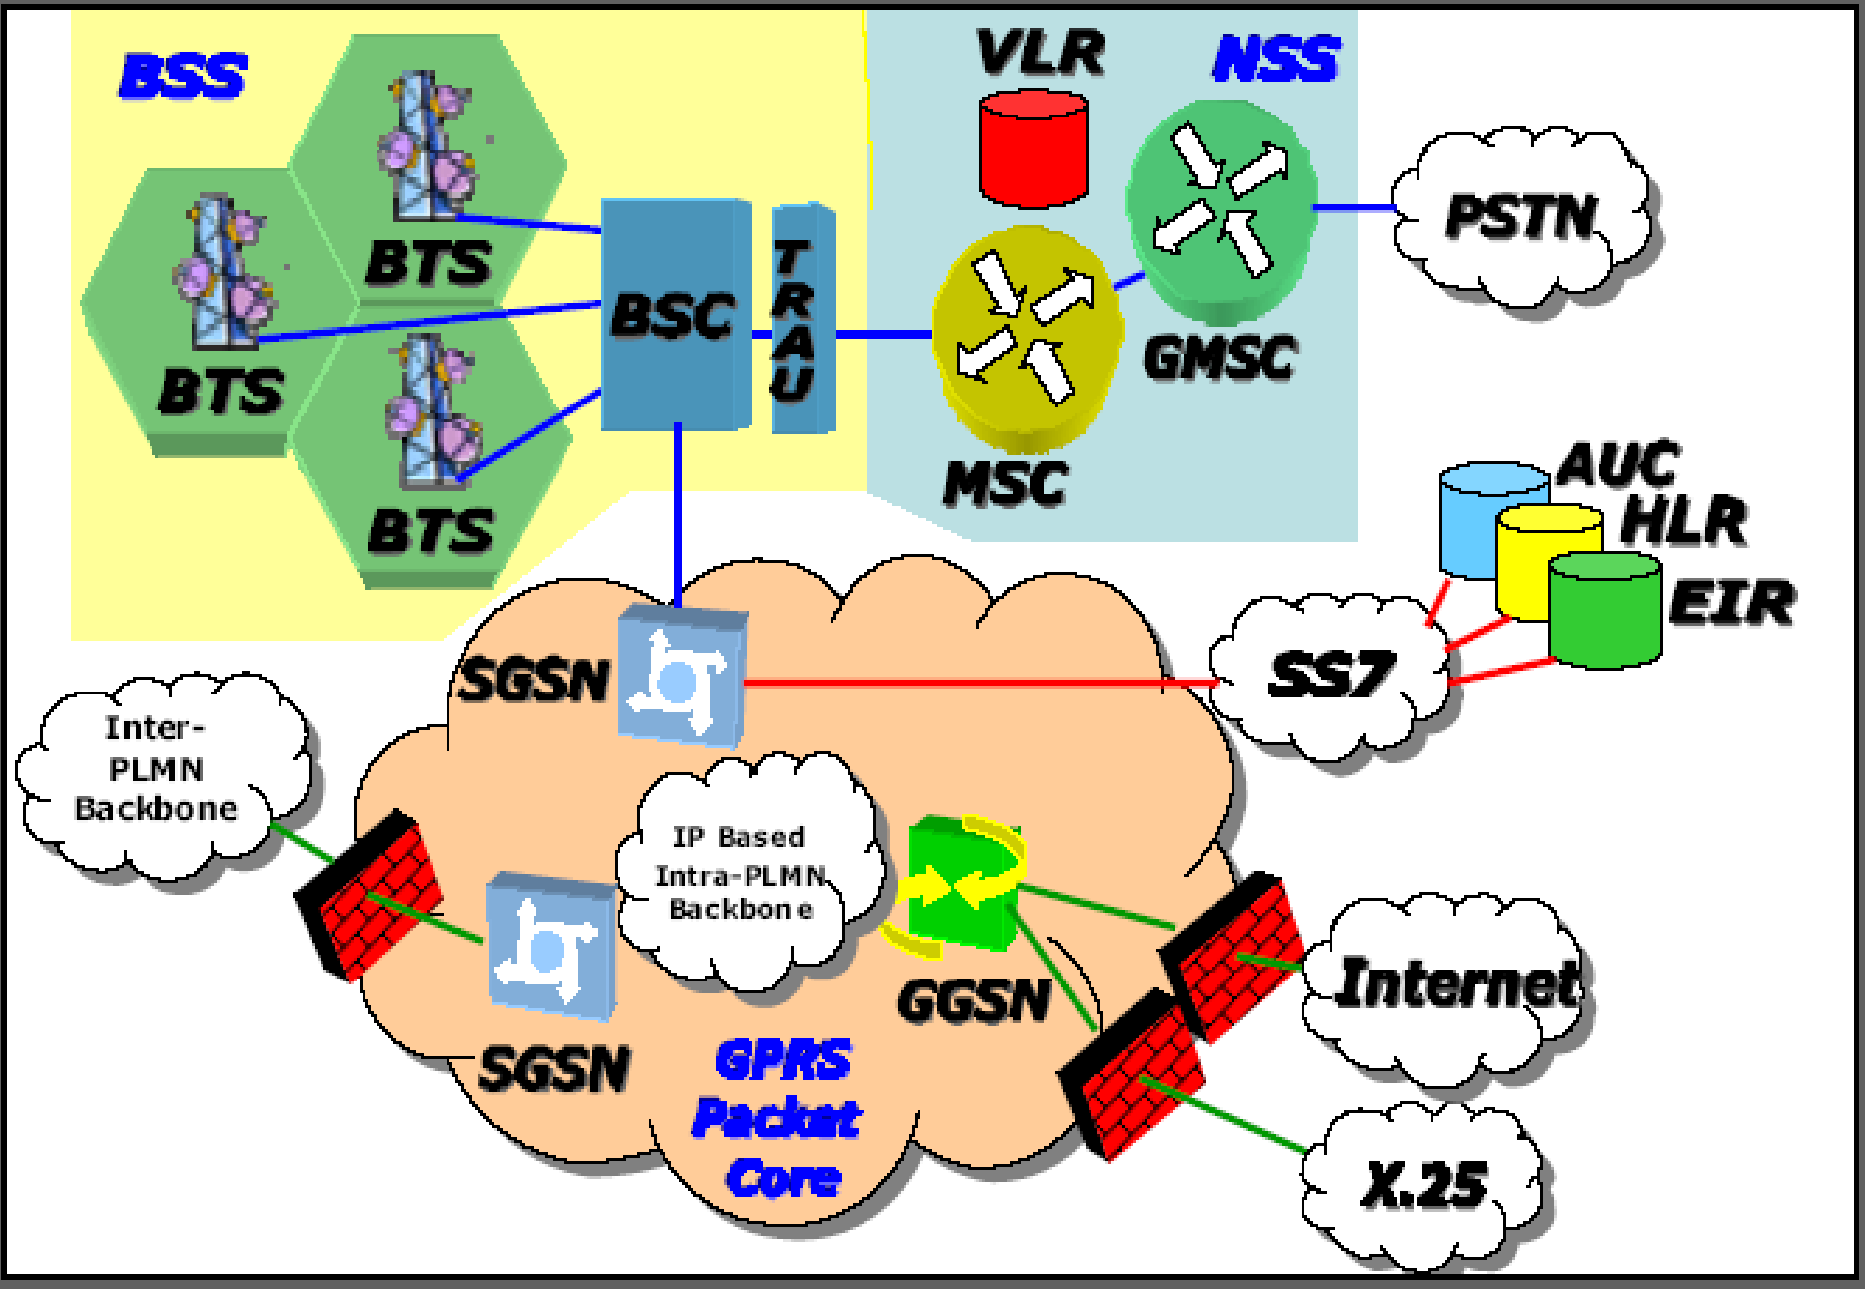 BSS
VLR
NSS
BTS
BTS
BTS
BSC
TRAU
MSC
GMSC
PSTN
AUC
HLR
EIR
SS7
SGSN
Inter-
PLMN
Backbone
IP Based
Intra-PLMN
Backbone
SGSN
GGSN
GPRS
Packet
Core
Internet
X.25